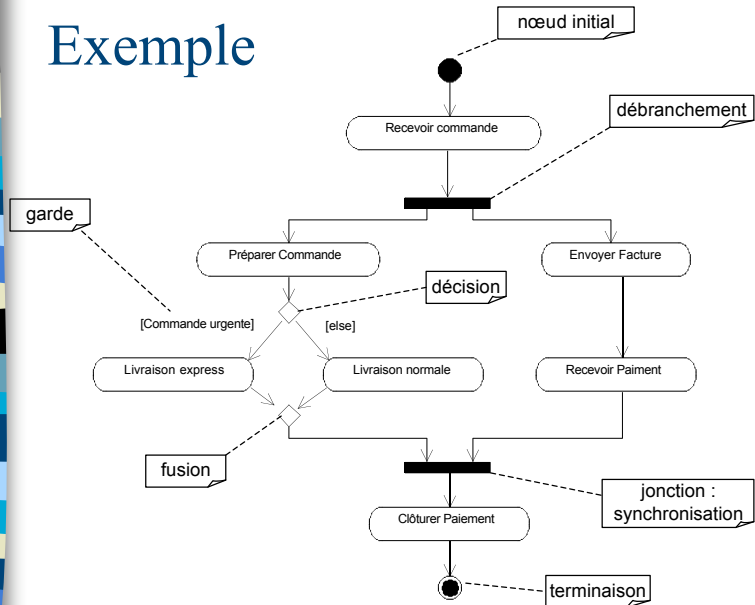 Exemple
nœud initial
Recevoir commande
débranchement
garde
Préparer Commande
Envoyer Facture
décision
[Commande urgente]
[else]
Livraison express
Livraison normale
Recevoir Paiment
fusion
jonction :
synchronisation
Clôturer Paiement
terminaison